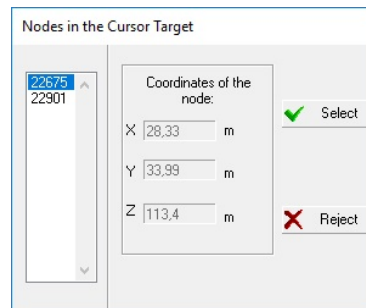 Nodes in the Cursor Target
22675
22901
Coordinates of the
node:
X 28,33 m
Y 33,99 m
Z 113,4 m
Select
Reject